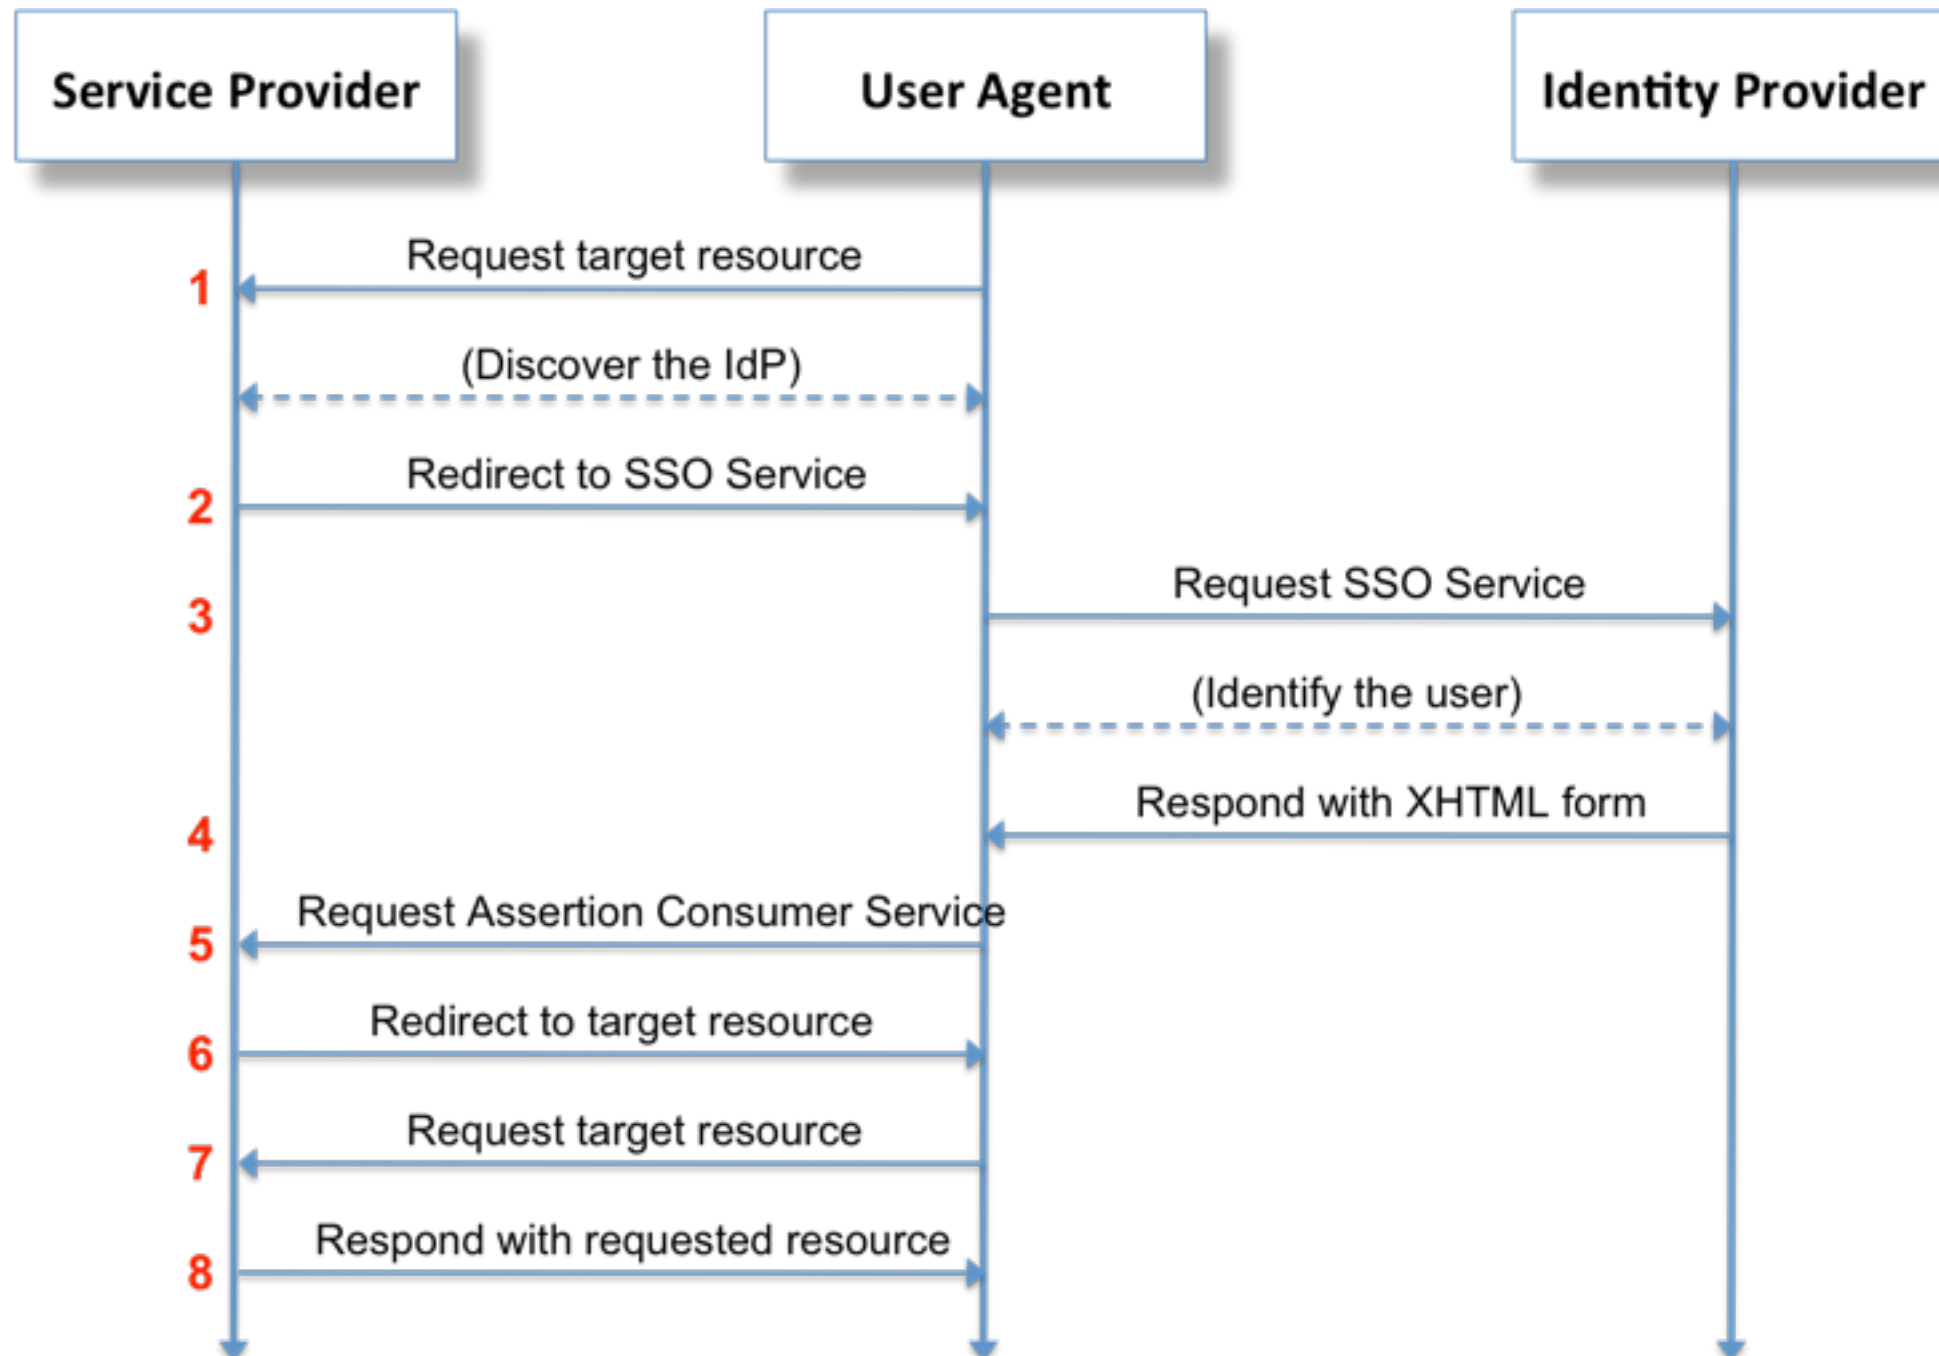 Service Provider
User Agent
Identity Provider
Request target resource
1
(Discover the IdP)
Redirect to SSO Service
2
Request SSO Service
3
(Identify the user)
Respond with XHTML form
4
Request Assertion Consumer Service
5
Redirect to target resource
6
Request target resource
7
Respond with requested resource
8